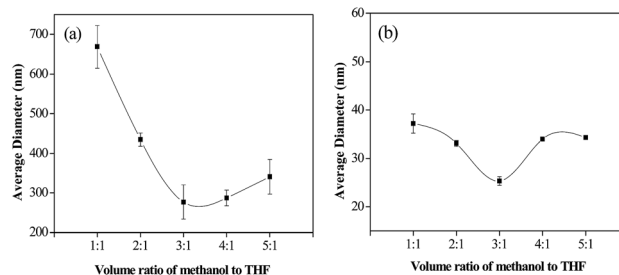 (a)
Average Diameter (nm)
700
600
500
400
300
200
1:1 2:1 3:1 4:1 5:1
Volume ratio of methanol to THF
(b)
Average Diameter (nm)
60
50
40
30
20
1:1 2:1 3:1 4:1 5:1
Volume ratio of methanol to THF